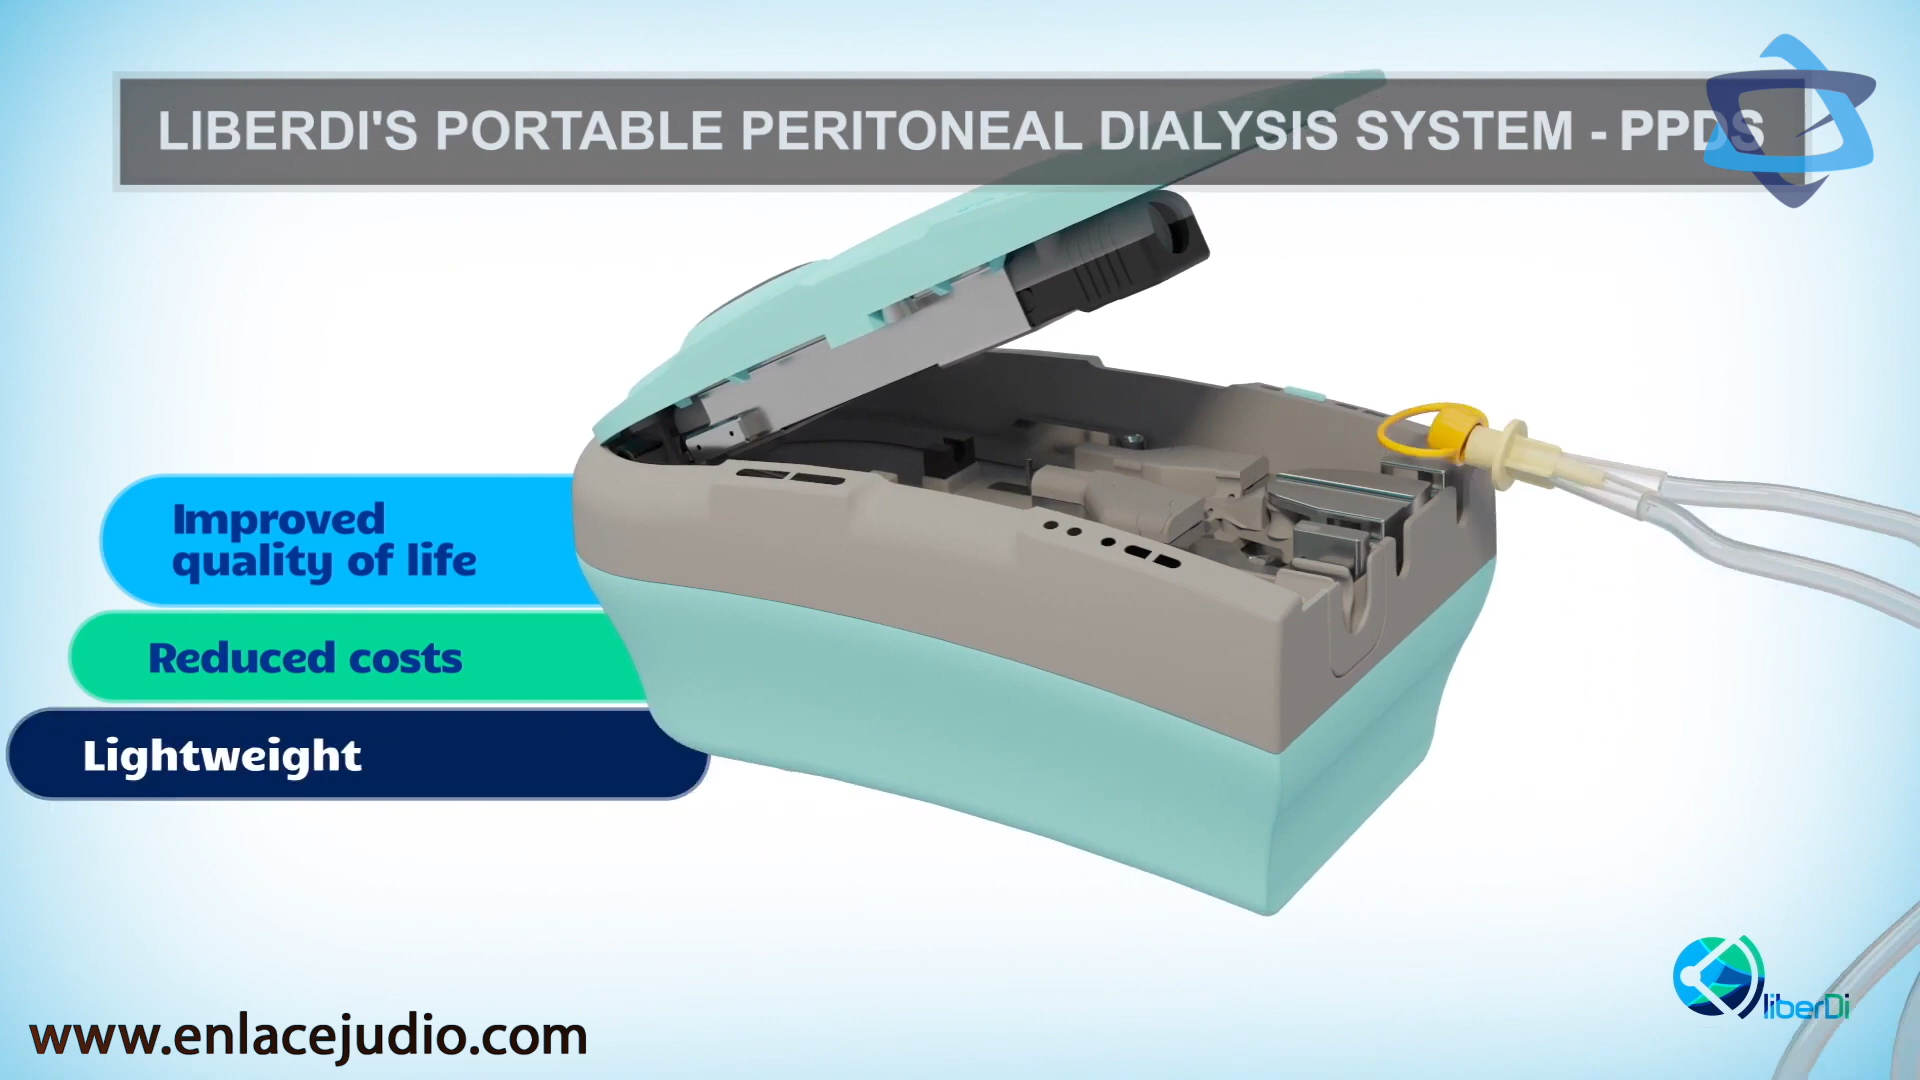 LIBERDI'S PORTABLE PERITONEAL DIALYSIS SYSTEM - PPDS
Improved
quality of life
Reduced costs
Lightweight
liberDi
www.enlacejudio.com